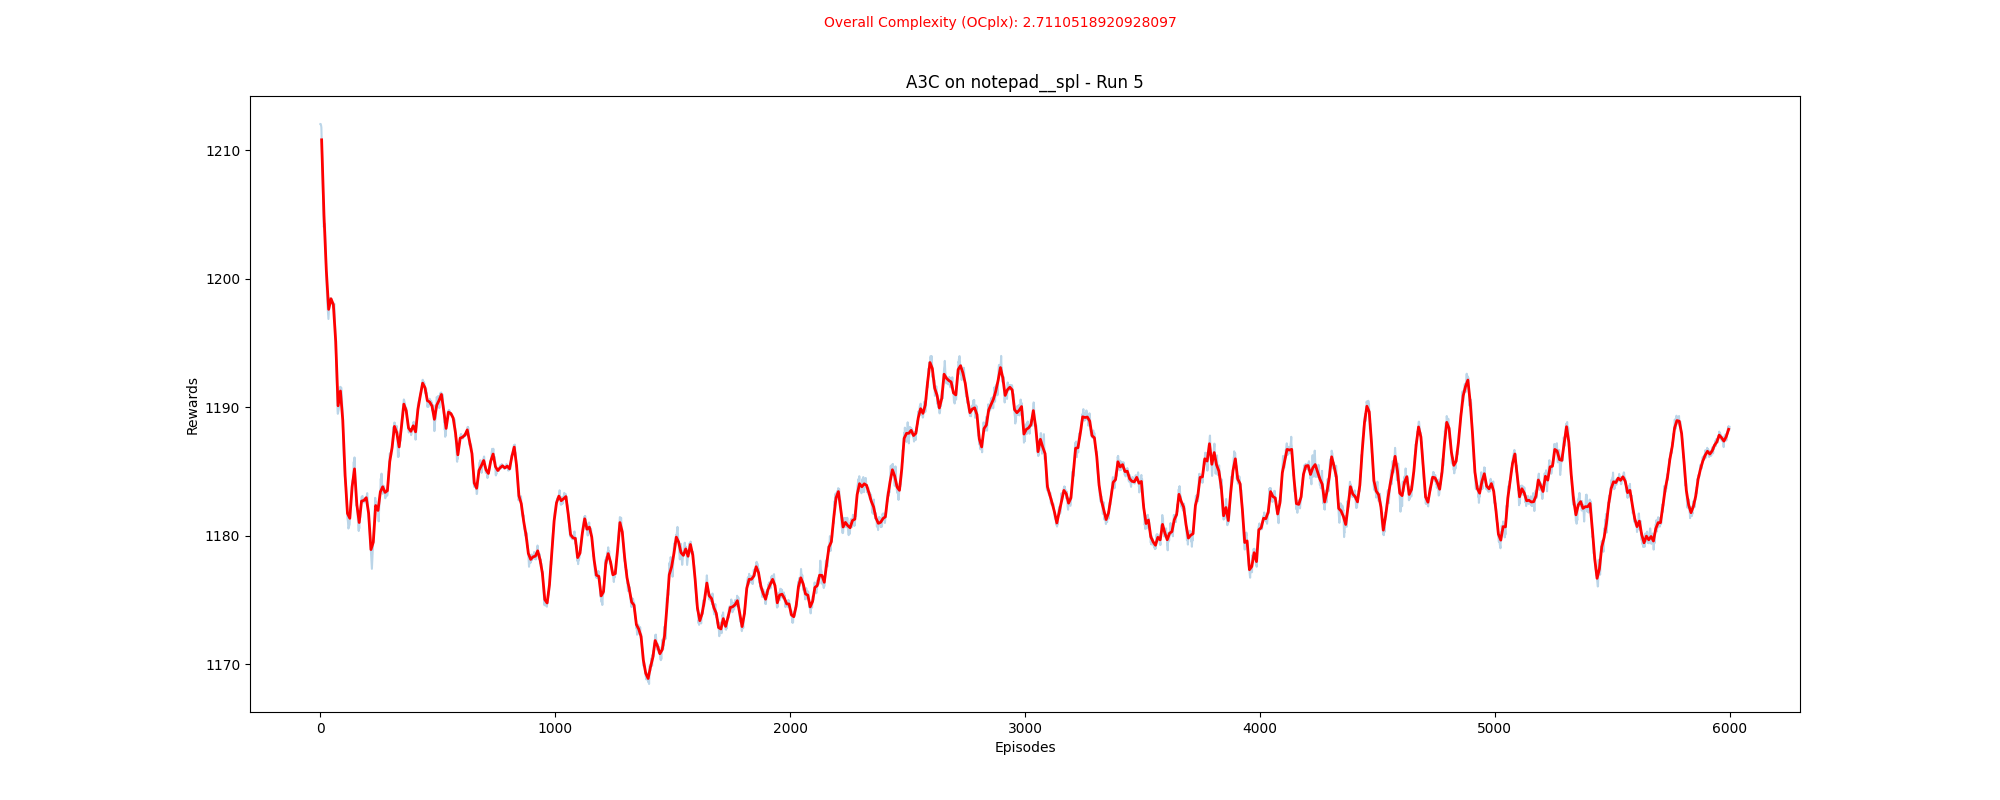 Overall Complexity (OCplx): 2.7110518920928097
A3C on notepad__spl - Run 5
1210
1200
1190
1180
1170
Rewards
0 1000 2000 3000 4000 5000 6000
Episodes